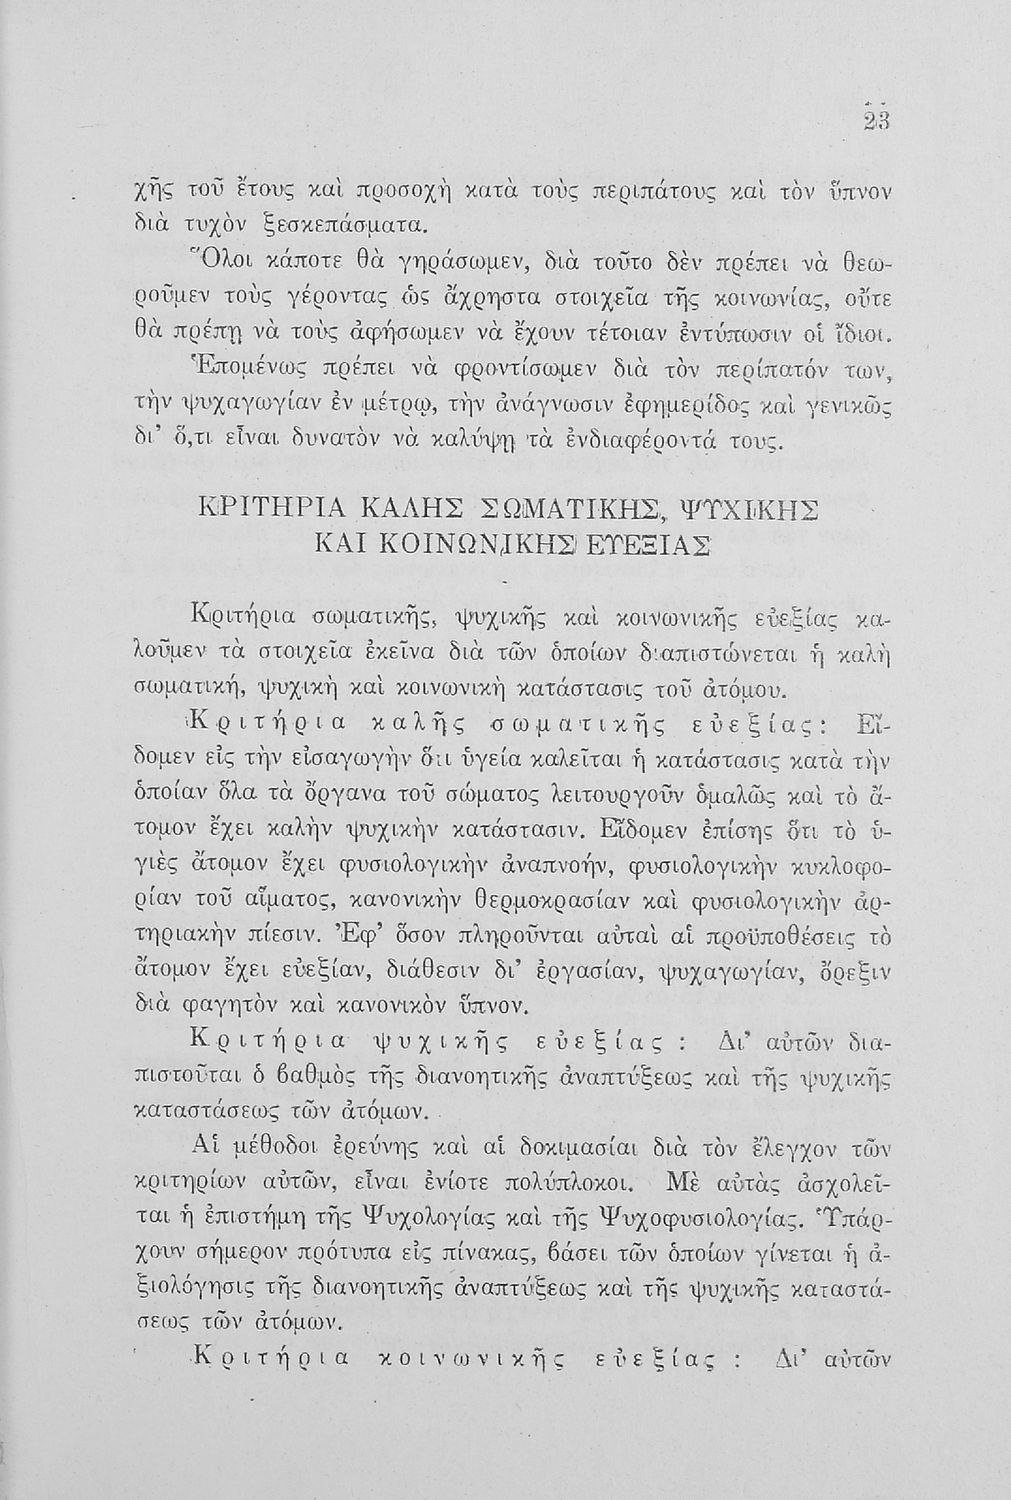 23
χῆς τοῦ ἔτους καὶ προσοχὴ κατὰ τοὺς περιπάτους καὶ τὸν ὕπνον
διὰ τυχὸν ξεσκεπάσματα.
Ὅλοι κάποτε θὰ γηράσωμεν, διὰ τοῦτο δὲν πρέπει νὰ θεω-
ροῦμεν τοὺς γέροντας ὡς ἄχρηστα στοιχεῖα τῆς κοινωνίας, οὔτε
θὰ πρέπῃ νὰ τοὺς ἀφήσωμεν νὰ ἔχουν τέτοιαν ἐντύπωσιν οἱ ἴδιοι.
Ἑπομένως πρέπει νὰ φροντίσωμεν διὰ τὸν περίπατόν των,
τὴν ψυχαγωγίαν ἐν μέτρῳ, τὴν ἀνάγνωσιν ἐφημερίδος καὶ γενικῶς
δι᾿ ὅ,τι εἶναι δυνατὸν νὰ καλύψῃ τὰ ἐνδιαφέροντά τους.
ΚΡΙΤΗΡΙΑ ΚΑΛΗΣ ΣΩΜΑΤΙΚΗΣ, ΨΥΧΙΚΗΣ
ΚΑΙ ΚΟΙΝΩΝΙΚΗΣ ΕΥΕΞΙΑΣ
Κριτήρια σωματικῆς, ψυχικῆς καὶ κοινωνικῆς εὐεξίας κα-
λοῦμεν τὰ στοιχεῖα ἐκεῖνα διὰ τῶν ὁποίων διαπιστώνεται ἡ καλὴ
σωματική, ψυχικὴ καὶ κοινωνικὴ κατάστασις τοῦ ἀτόμου.
Κριτήρια καλῆς σωματικῆς εὐεξίας: Εἴ-
δομεν εἰς τὴν εἰσαγωγὴν ὅτι ὑγεία καλεῖται ἡ κατάστασις κατὰ τὴν
ὁποίαν ὅλα τὰ ὄργανα τοῦ σώματος λειτουργοῦν ὁμαλῶς καὶ τὸ ἄ-
τομον ἔχει καλὴν ψυχικὴν κατάστασιν. Εἴδομεν ἐπίσης ὅτι τὸ ὑ-
γιὲς ἄτομον ἔχει φυσιολογικὴν ἀναπνοήν, φυσιολογικὴν κυκλοφο-
ρίαν τοῦ αἵματος, κανονικὴν θερμοκρασίαν καὶ φυσιολογικὴν ἀρ-
τηριακὴν πίεσιν. Ἐφ᾿ ὅσον πληροῦνται αὐταὶ αἱ προϋποθέσεις τὸ
ἄτομον ἔχει εὐεξίαν, διάθεσιν δι᾿ ἐργασίαν, ψυχαγωγίαν, ὄρεξιν
διὰ φαγητὸν καὶ κανονικὸν ὕπνον.
Κριτήρια ψυχικῆς εὐεξίας : Δι᾿ αὐτῶν δια-
πιστοῦται ὁ βαθμὸς τῆς διανοητικῆς ἀναπτύξεως καὶ τῆς ψυχικῆς
καταστάσεως τῶν ἀτόμων.
Αἱ μέθοδοι ἐρεύνης καὶ αἱ δοκιμασίαι διὰ τὸν ἔλεγχον τῶν
κριτηρίων αὐτῶν, εἶναι ἐνίοτε πολύπλοκοι. Μὲ αὐτὰς ἀσχολεῖ-
ται ἡ ἐπιστήμη τῆς Ψυχολογίας καὶ τῆς Ψυχοφυσιολογίας. Ὑπάρ-
χουν σήμερον πρότυπα εἰς πίνακας, βάσει τῶν ὁποίων γίνεται ἡ ἀ-
ξιολόγησις τῆς διανοητικῆς ἀναπτύξεως καὶ τῆς ψυχικῆς καταστά-
σεως τῶν ἀτόμων.
Κριτήρια κοινωνικῆς εὐεξίας : Δι᾿ αὐτῶν